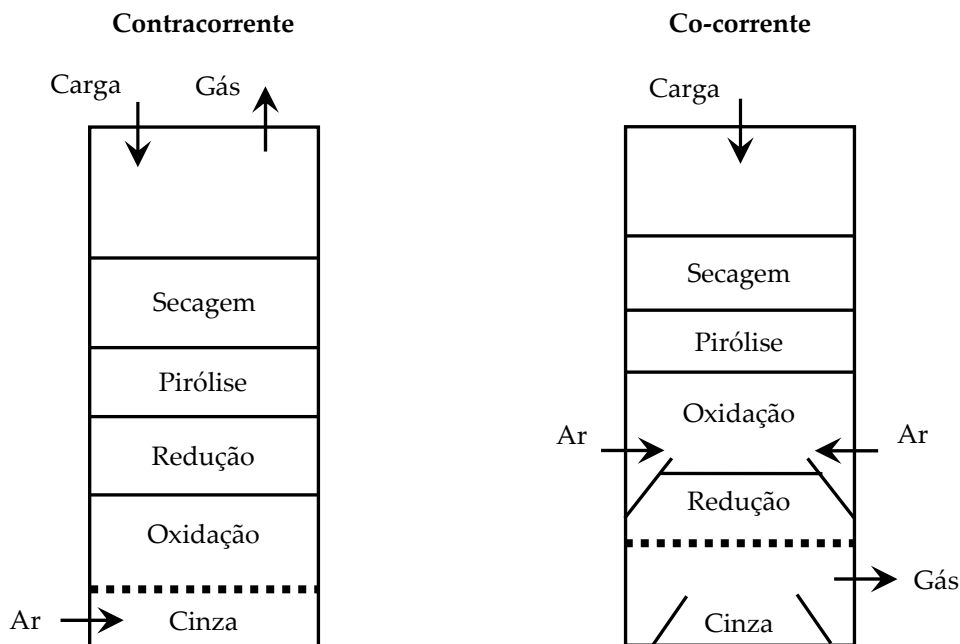 Contracorrente
Carga
Gás
Secagem
Pirólise
Redução
Oxidação
Ar
Cinza
Co-corrente
Carga
Secagem
Pirólise
Oxidação
Ar
Ar
Redução
Gás
Cinza